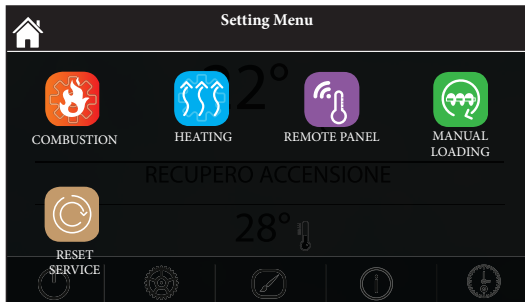 Setting Menu
22°
COMBUSTION
HEATING
REMOTE PANEL
MANUAL
LOADING
RECUPERO ACCENSIONE
28°
RESET
SERVICE